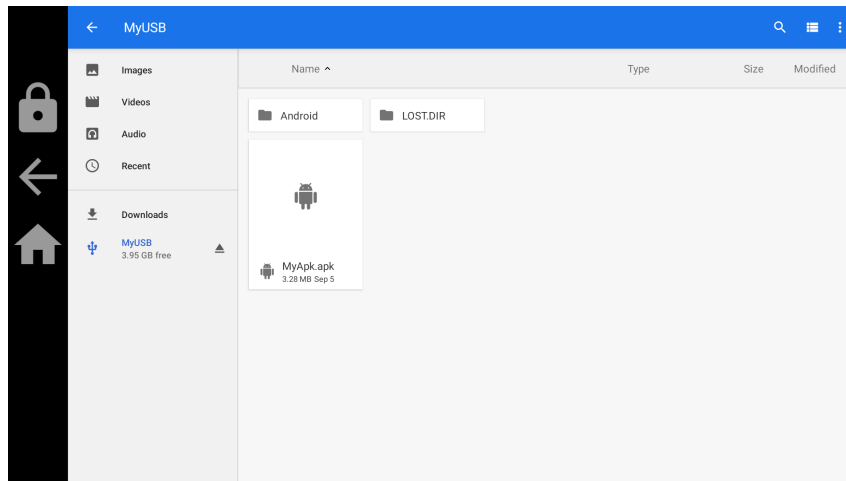 MyUSB
Images
Videos
Audio
Recent
Downloads
MyUSB
3.95 GB free
Name Type Size Modified
Android LOST.DIR
MyApk.apk
3.28 MB Sep 5